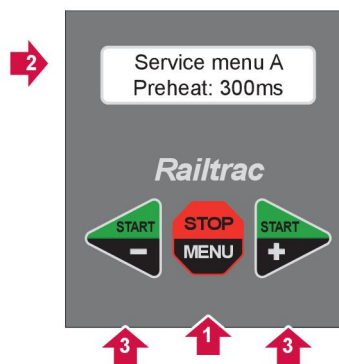 2
Service menu A
Preheat: 300ms
Railtrac
START
-
STOP
MENU
START
+
3
1
3